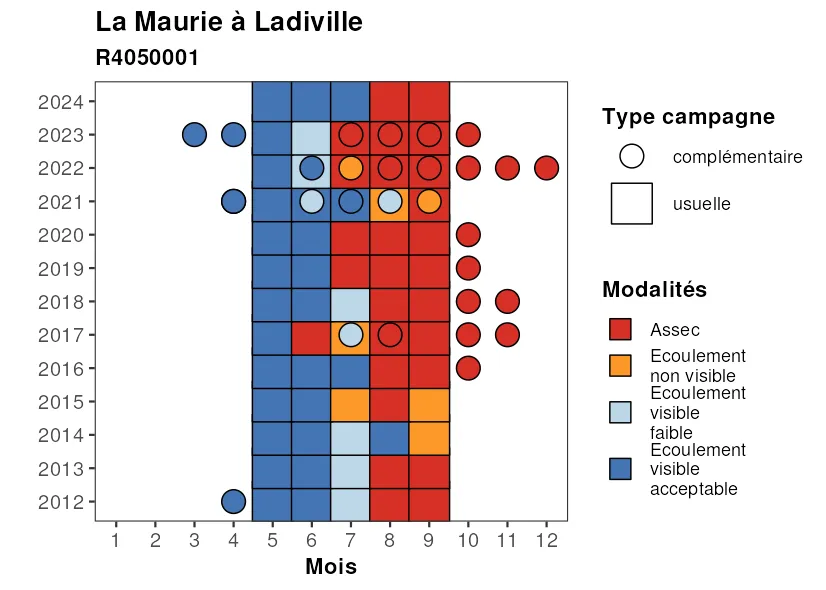 La Maurie à Ladiville
R4050001
2024
2023
2022
2021
2020
2019
2018
2017
2016
2015
2014
2013
2012
1 2 3 4 5 6 7 8 9 10 11 12
Mois
Type campagne
complémentaire
usuelle
Modalités
Assec
Ecoulement
non visible
Ecoulement
visible
faible
Ecoulement
visible
acceptable